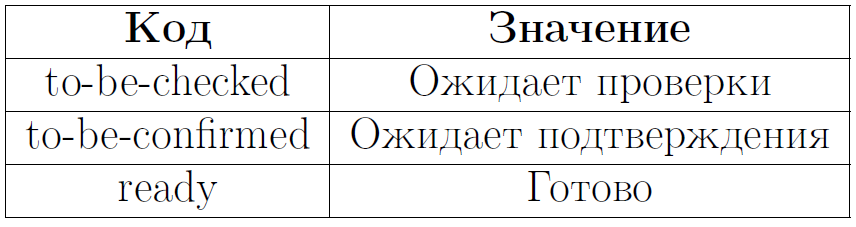 Код Значение
to-be-checked Ожидает проверки
to-be-confirmed Ожидает подтверждения
ready Готово